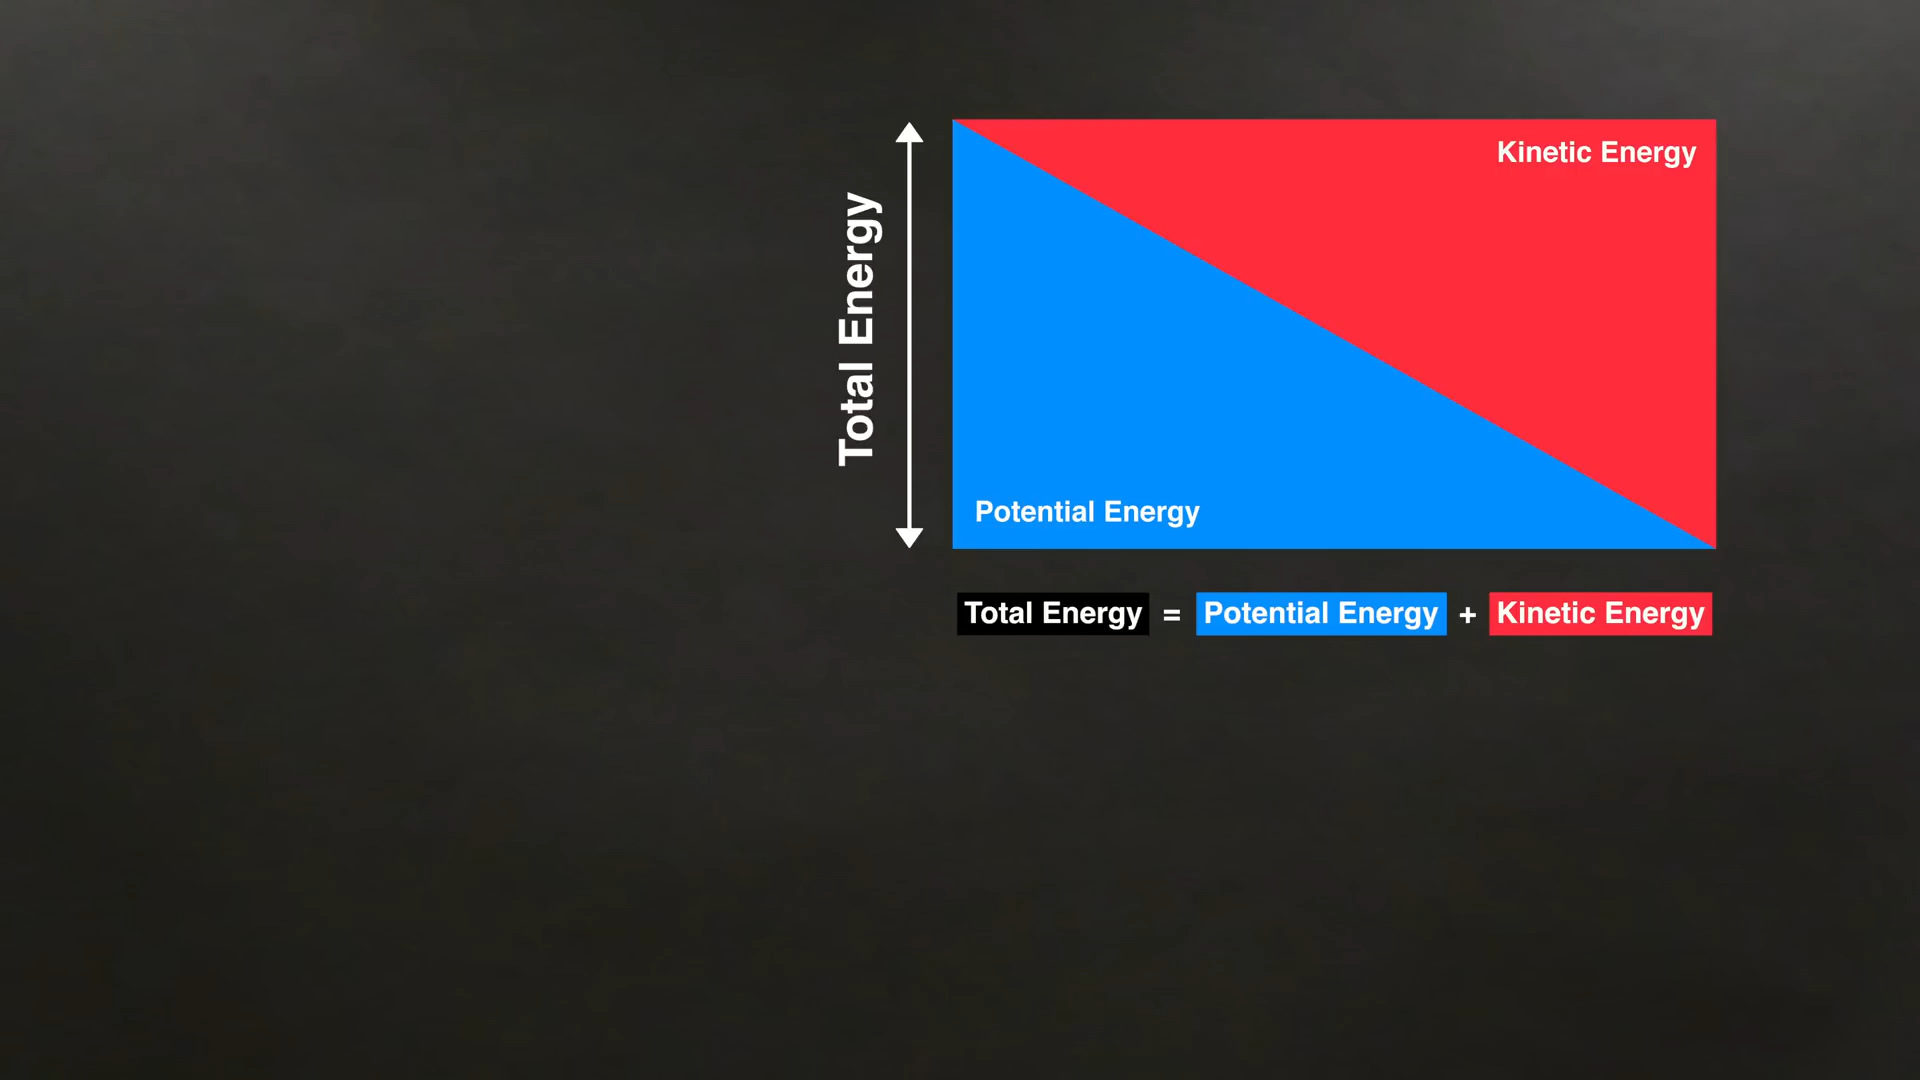 Kinetic Energy
Total Energy
Potential Energy
Total Energy = Potential Energy + Kinetic Energy